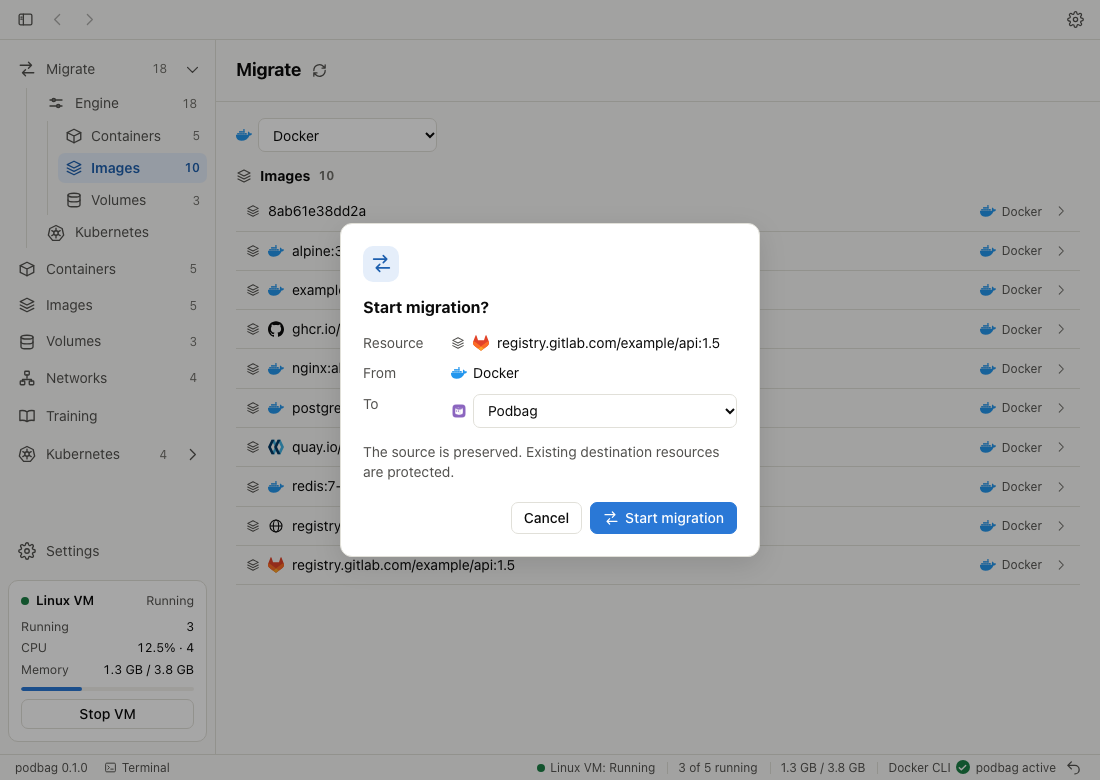 Migrate 18
Engine 18
Containers 5
Images 10
Volumes 3
Kubernetes
Containers 5
Images 5
Volumes 3
Networks 4
Training
Kubernetes 4
Settings
Linux VM Running
Running 3
CPU 12.5% · 4
Memory 1.3 GB / 3.8 GB
Stop VM
Migrate
Docker
Images 10
8ab61e38dd2a Docker
alpine:3 Docker
example Docker
ghcr.io/ Docker
nginx:al Docker
postgre Docker
quay.io/ Docker
redis:7- Docker
registry Docker
registry.gitlab.com/example/api:1.5 Docker
Start migration?
Resource registry.gitlab.com/example/api:1.5
From Docker
To Podbag
The source is preserved. Existing destination resources
are protected.
Cancel Start migration
podbag 0.1.0 Terminal Linux VM: Running 3 of 5 running 1.3 GB / 3.8 GB Docker CLI podbag active